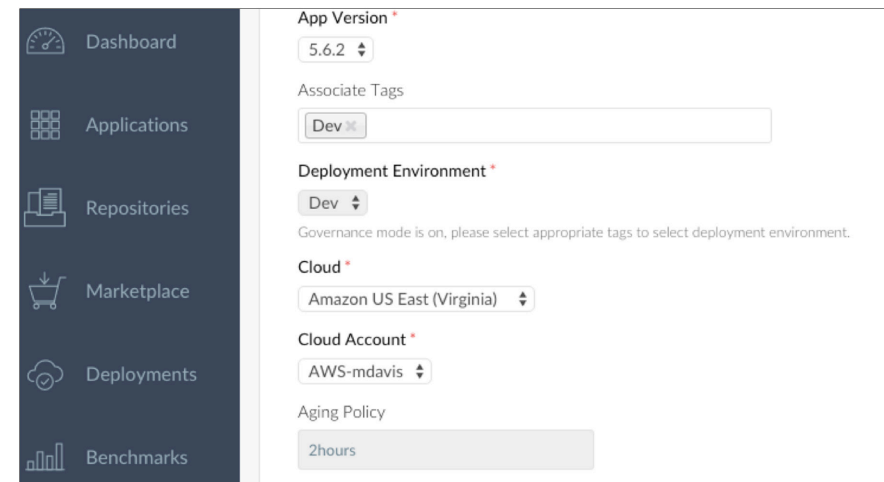 Dashboard
Applications
Repositories
Marketplace
Deployments
Benchmarks
App Version *
5.6.2
Associate Tags
Dev ×
Deployment Environment *
Dev
Governance mode is on, please select appropriate tags to select deployment environment.
Cloud *
Amazon US East (Virginia)
Cloud Account *
AWS-mdavis
Aging Policy
2hours